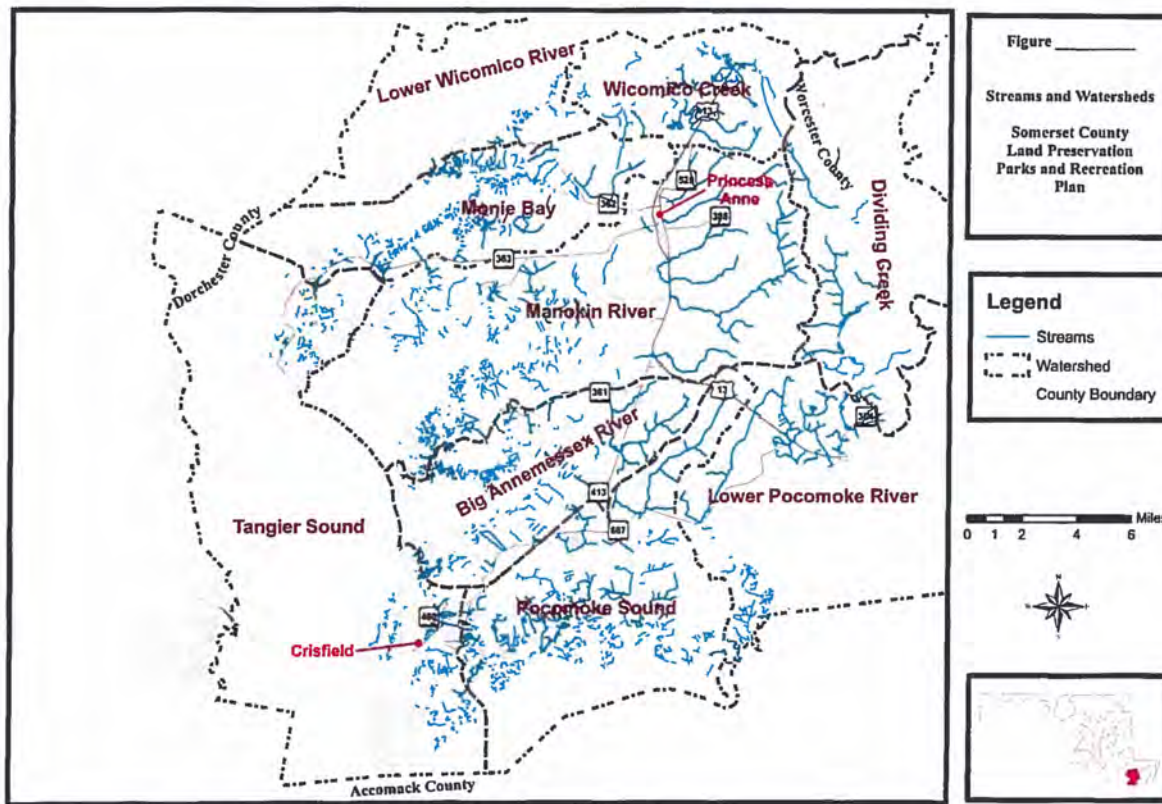 Lower Wicomico River
Wicomico Creek
13
Worcester County
529
Princess
Anne
Monie Bay
362
388
Dorchester County
363
Dividing Creek
Manokin River
361
13
364
Big Annemessex River
413
Lower Pocomoke River
Tangier Sound
667
Pocomoke Sound
460
Crisfield
Accomack County
Figure
Streams and Watersheds
Somerset County
Land Preservation
Parks and Recreation
Plan
Legend
Streams
Watershed
County Boundary
Miles
0 1 2 4 6
N